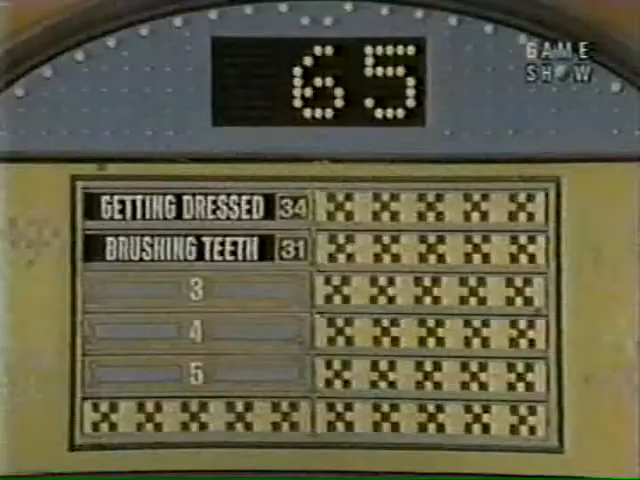 65
GAME
SHOW
GETTING DRESSED 34
BRUSHING TEETH 31
3
4
5